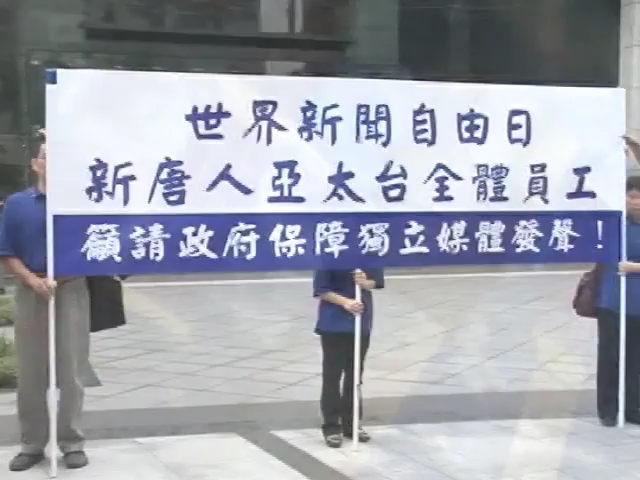 世界新聞自由日
新唐人亞太台全體員工
籲請政府保障獨立媒體發聲！